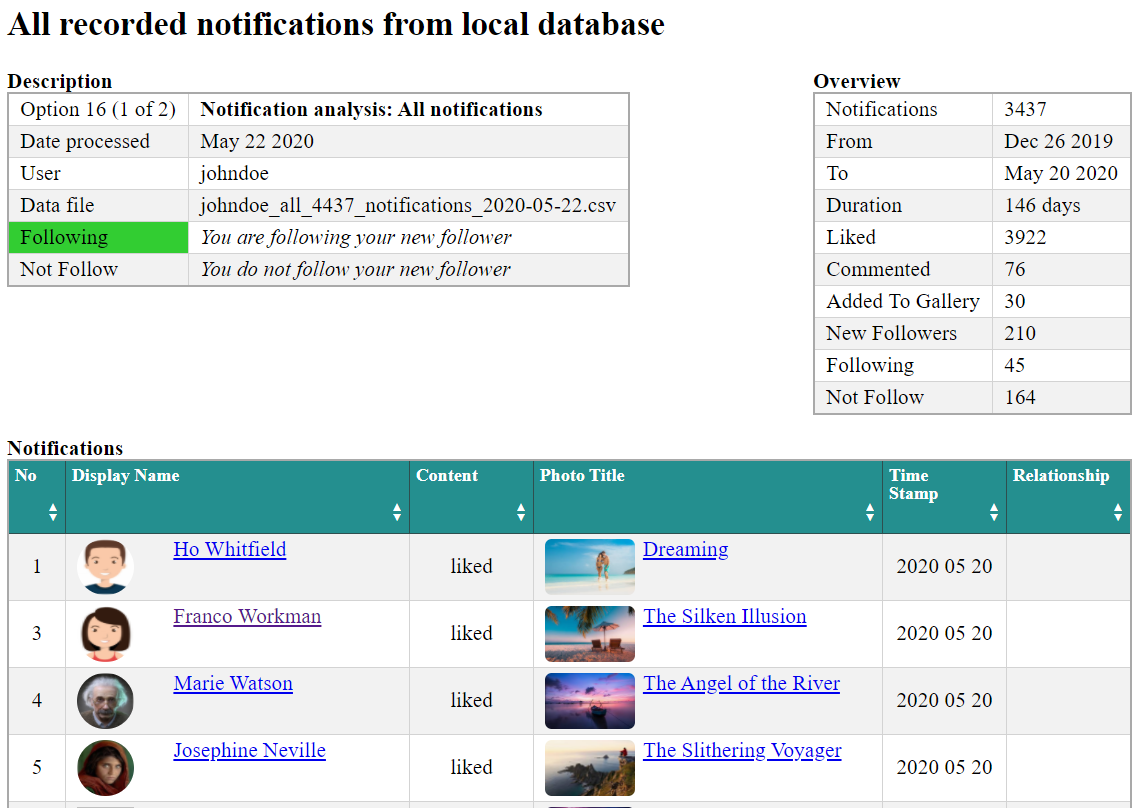 All recorded notifications from local database
Description
Option 16 (1 of 2) Notification analysis: All notifications
Date processed May 22 2020
User johndoe
Data file johndoe_all_4437_notifications_2020-05-22.csv
Following You are following your new follower
Not Follow You do not follow your new follower
Overview
Notifications 3437
From Dec 26 2019
To May 20 2020
Duration 146 days
Liked 3922
Commented 76
Added To Gallery 30
New Followers 210
Following 45
Not Follow 164
Notifications
No Display Name Content Photo Title Time Stamp Relationship
1 Ho Whitfield liked Dreaming 2020 05 20
3 Franco Workman liked The Silken Illusion 2020 05 20
4 Marie Watson liked The Angel of the River 2020 05 20
5 Josephine Neville liked The Slithering Voyager 2020 05 20